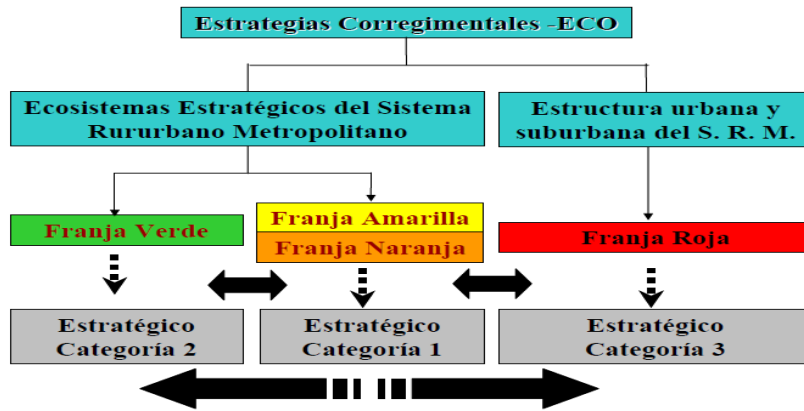 Estrategias Corregimentales -ECO
Ecosistemas Estratégicos del Sistema
Rururbano Metropolitano
Estructura urbana y
suburbana del S. R. M.
Franja Verde
Franja Amarilla
Franja Naranja
Franja Roja
Estratégico
Categoría 2
Estratégico
Categoría 1
Estratégico
Categoría 3